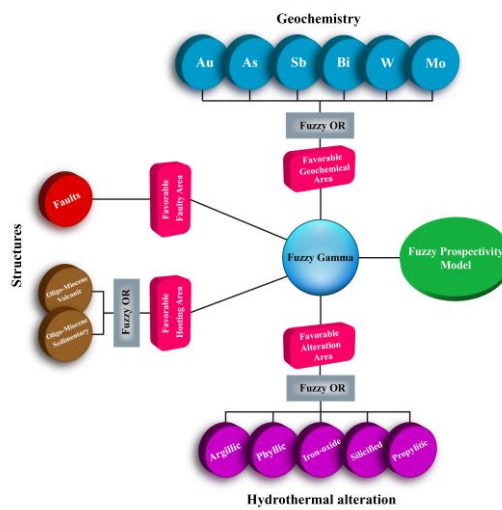 Geochemistry
Au As Sb Bi W Mo
Fuzzy OR
Favorable
Geochemical
Area
Structures
Faults
Favorable
Faulty Area
Oligo-Miocene
Volcanic
Oligo-Miocene
Sedimentary
Fuzzy OR
Favorable
Hosting Area
Fuzzy Gamma
Fuzzy Prospectivity
Model
Favorable
Alteration
Area
Fuzzy OR
Argillic Phyllic Iron-oxide Silicified Propylitic
Hydrothermal alteration